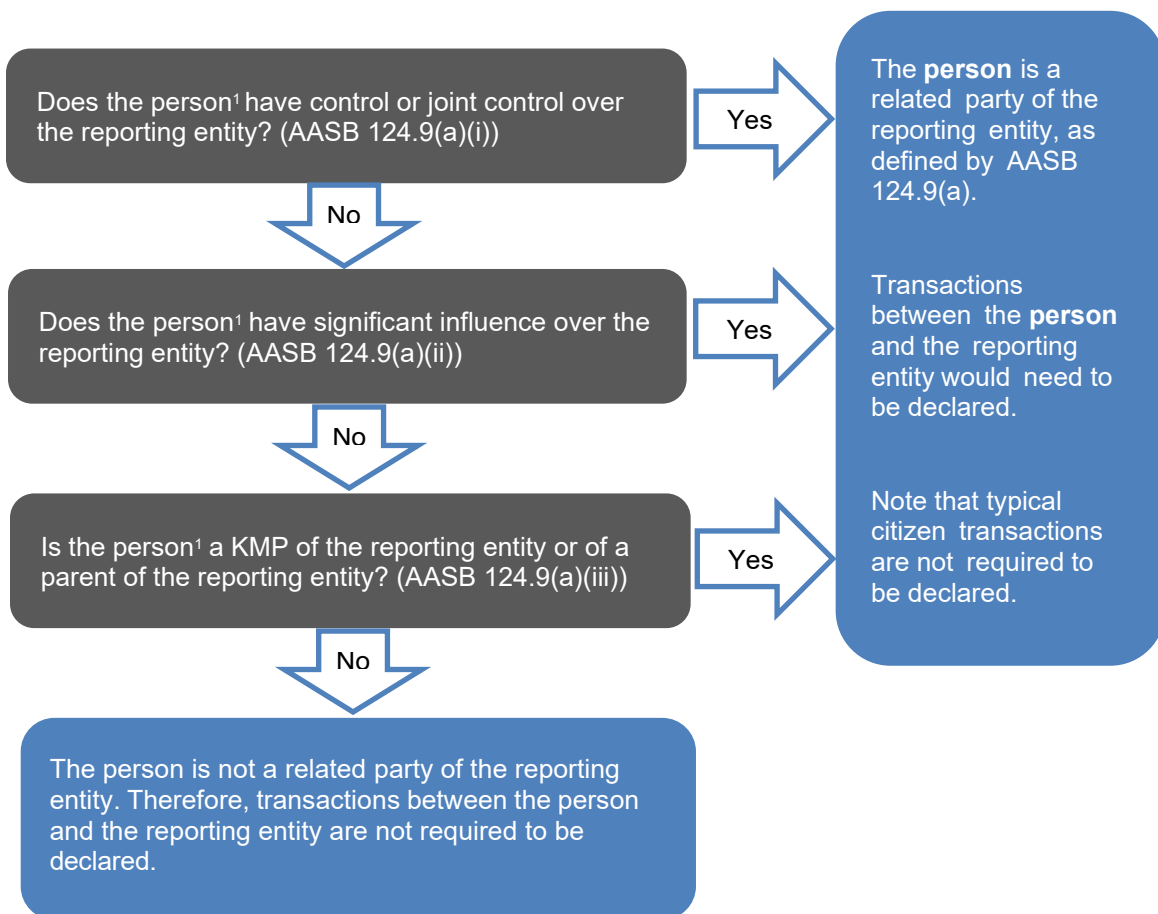 Does the person¹ have control or joint control over
the reporting entity? (AASB 124.9(a)(i))
Yes
No
Does the person¹ have significant influence over the
reporting entity? (AASB 124.9(a)(ii))
Yes
No
Is the person¹ a KMP of the reporting entity or of a
parent of the reporting entity? (AASB 124.9(a)(iii))
Yes
No
The person is not a related party of the reporting
entity. Therefore, transactions between the person
and the reporting entity are not required to be
declared.
The person is a
related party of the
reporting entity, as
defined by AASB
124.9(a).
Transactions
between the person
and the reporting
entity would need to
be declared.
Note that typical
citizen transactions
are not required to
be declared.